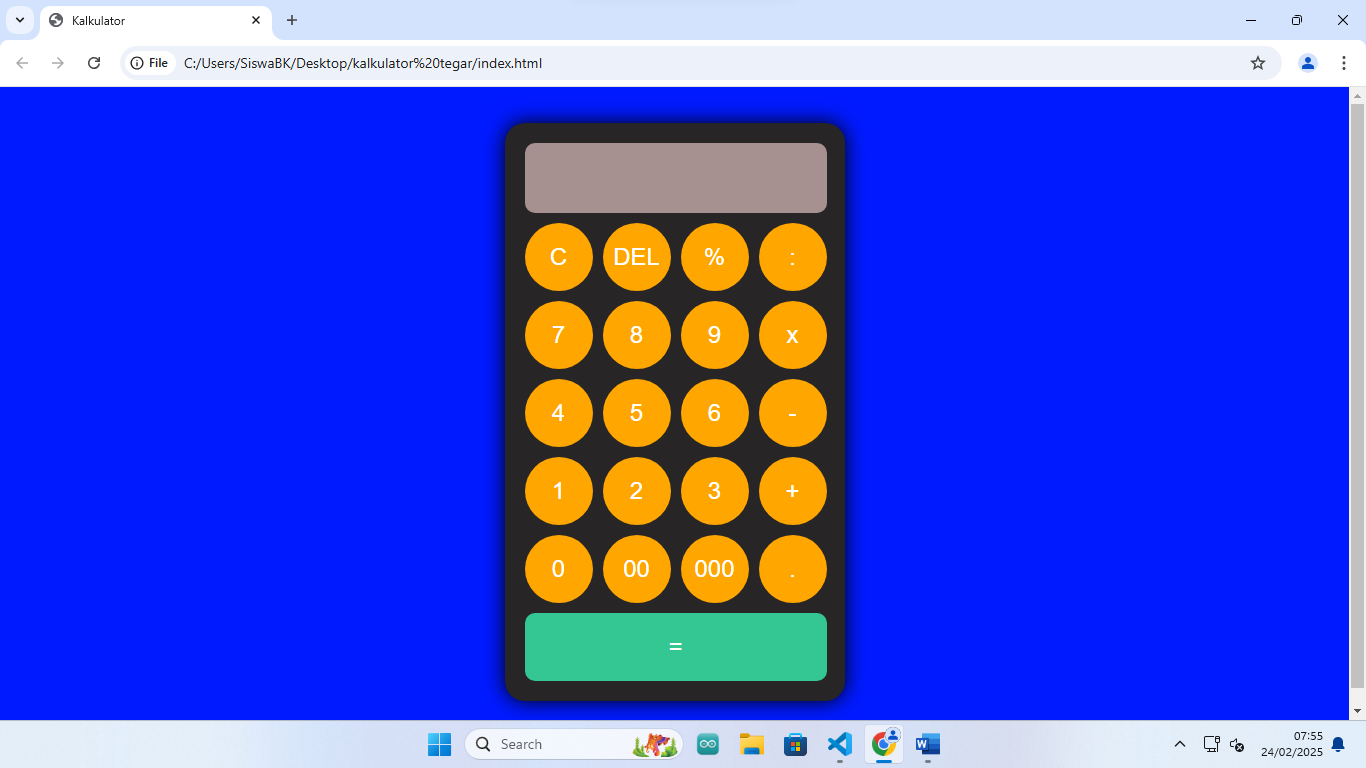 Kalkulator
File
C:/Users/SiswaBK/Desktop/kalkulator%20tegar/index.html
C DEL % :
7 8 9 x
4 5 6 -
1 2 3 +
0 00 000 .
=
Search
07:55
24/02/2025